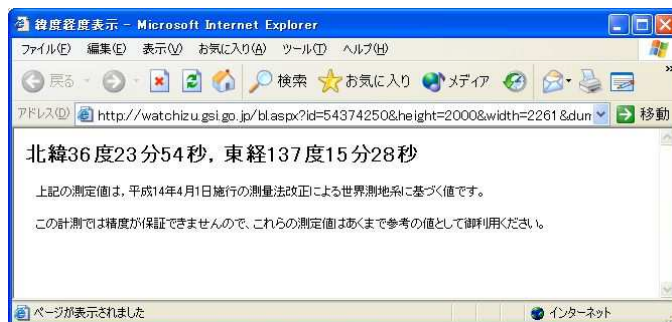 緯度経度表示 - Microsoft Internet Explorer
ファイル(F) 編集(E) 表示(V) お気に入り(A) ツール(T) ヘルプ(H)
戻る 検索 お気に入り メディア »
アドレス(D) http://watchizu.gsi.go.jp/bl.aspx?id=54374250&height=2000&width=2261&dun 移動
北緯36度23分54秒，東経137度15分28秒
上記の測定値は，平成14年4月1日施行の測量法改正による世界測地系に基づく値です。
この計測では精度が保証できませんので、これらの測定値はあくまで参考の値として御利用ください。
ページが表示されました インターネット